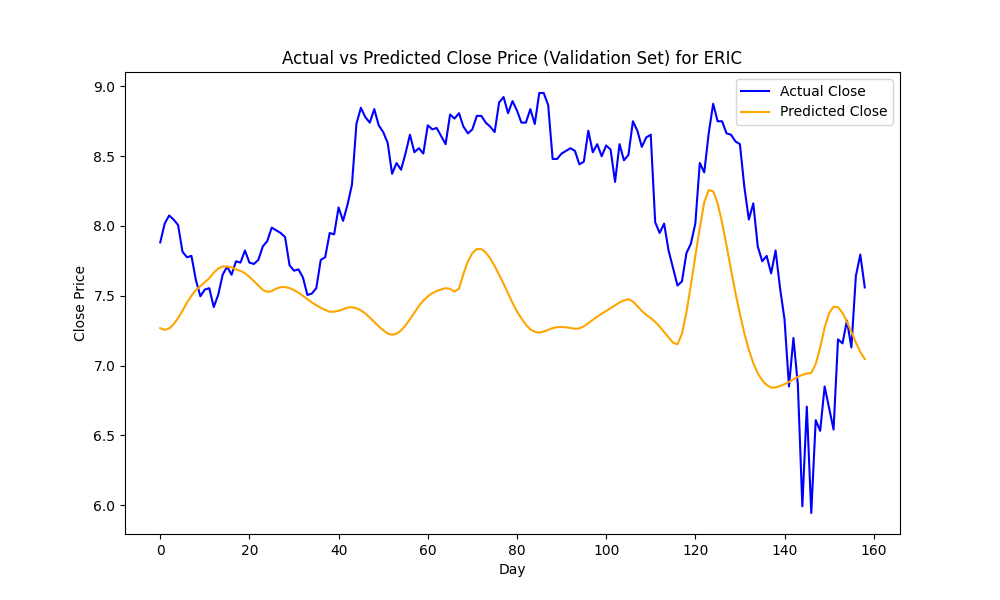 Actual vs Predicted Close Price (Validation Set) for ERIC
Actual Close
Predicted Close
Close Price
9.0
8.5
8.0
7.5
7.0
6.5
6.0
0 20 40 60 80 100 120 140 160
Day